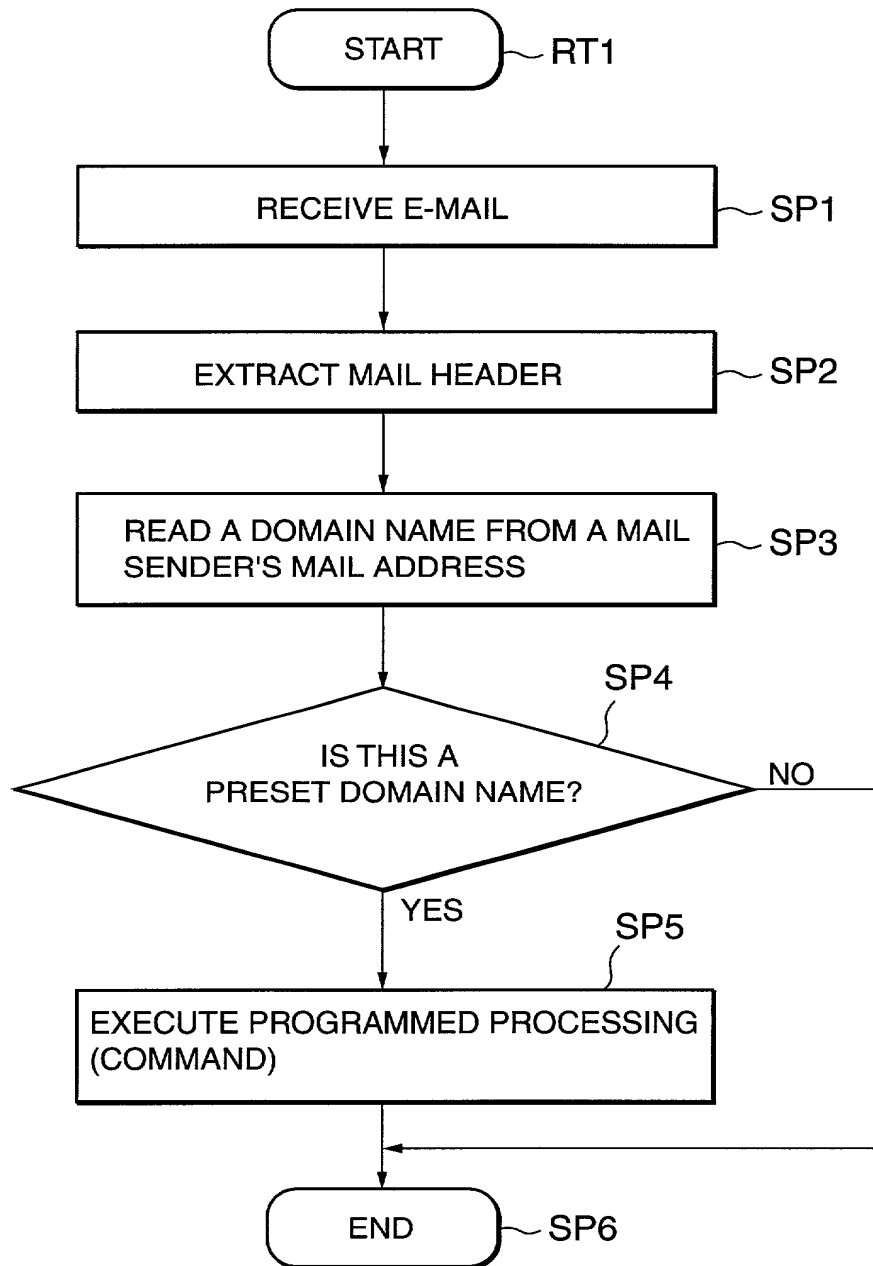 START
RT1
RECEIVE E-MAIL
SP1
EXTRACT MAIL HEADER
SP2
READ A DOMAIN NAME FROM A MAIL
SENDER'S MAIL ADDRESS
SP3
SP4
IS THIS A
PRESET DOMAIN NAME?
NO
YES
SP5
EXECUTE PROGRAMMED PROCESSING
(COMMAND)
END
SP6